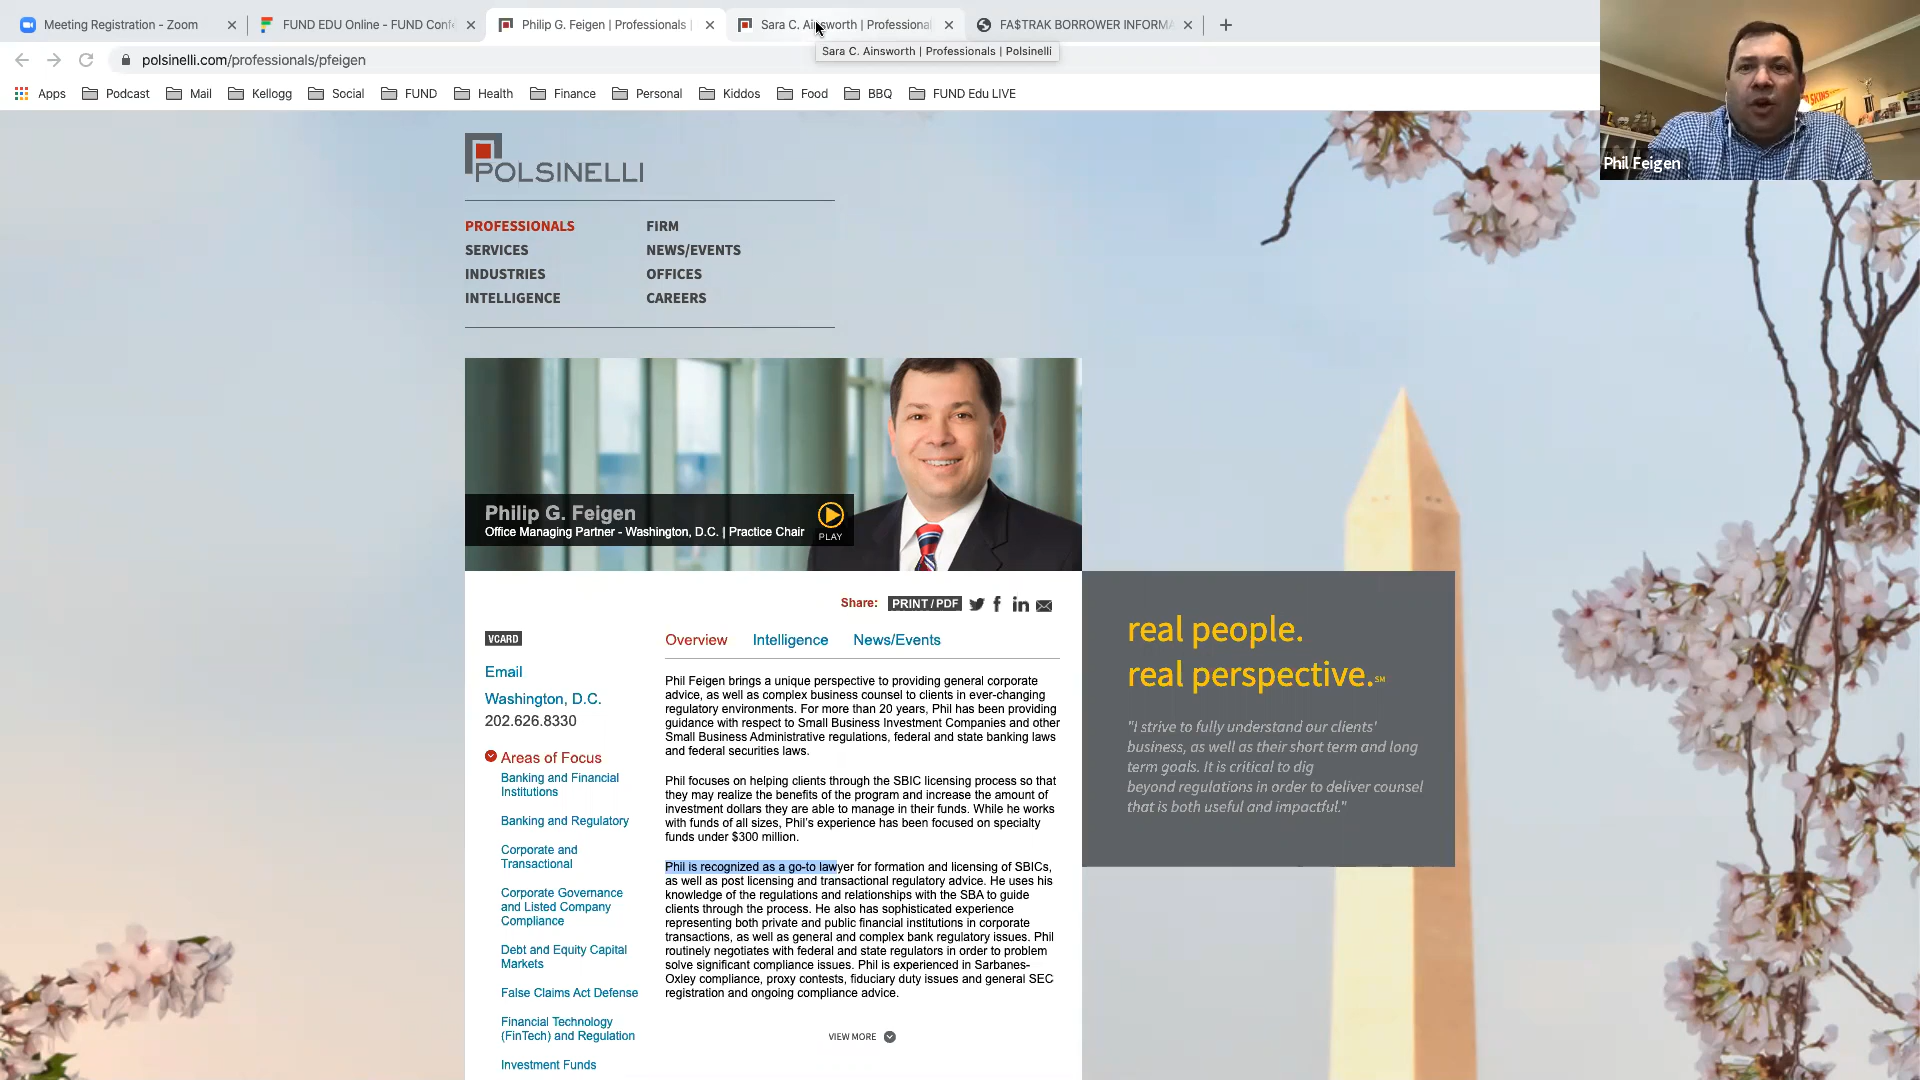 Meeting Registration - Zoom
FUND EDU Online - FUND Conf
Philip G. Feigen | Professionals |
Sara C. Ainsworth | Professional
FA$TRAK BORROWER INFORMA
Sara C. Ainsworth | Professionals | Polsinelli
polsinelli.com/professionals/pfeigen
Apps
Podcast
Mail
Kellogg
Social
FUND
Health
Finance
Personal
Kiddos
Food
BBQ
FUND Edu LIVE
SKINS
Phil Feigen
POLSINELLI
PROFESSIONALS
FIRM
SERVICES
NEWS/EVENTS
INDUSTRIES
OFFICES
INTELLIGENCE
CAREERS
Philip G. Feigen
Office Managing Partner - Washington, D.C. | Practice Chair
PLAY
Share:
PRINT/PDF
VCARD
Email
Washington, D.C.
202.626.8330
Areas of Focus
Banking and Financial
Institutions
Banking and Regulatory
Corporate and
Transactional
Corporate Governance
and Listed Company
Compliance
Debt and Equity Capital
Markets
False Claims Act Defense
Financial Technology
(FinTech) and Regulation
Investment Funds
Overview
Intelligence
News/Events
Phil Feigen brings a unique perspective to providing general corporate
advice, as well as complex business counsel to clients in ever-changing
regulatory environments. For more than 20 years, Phil has been providing
guidance with respect to Small Business Investment Companies and other
Small Business Administrative regulations, federal and state banking laws
and federal securities laws.
Phil focuses on helping clients through the SBIC licensing process so that
they may realize the benefits of the program and increase the amount of
investment dollars they are able to manage in their funds. While he works
with funds of all sizes, Phil's experience has been focused on specialty
funds under $300 million.
Phil is recognized as a go-to lawyer for formation and licensing of SBICs,
as well as post licensing and transactional regulatory advice. He uses his
knowledge of the regulations and relationships with the SBA to guide
clients through the process. He also has sophisticated experience
representing both private and public financial institutions in corporate
transactions, as well as general and complex bank regulatory issues. Phil
routinely negotiates with federal and state regulators in order to problem
solve significant compliance issues. Phil is experienced in Sarbanes-
Oxley compliance, proxy contests, fiduciary duty issues and general SEC
registration and ongoing compliance advice.
VIEW MORE
real people.
real perspective.℠
"I strive to fully understand our clients'
business, as well as their short term and long
term goals. It is critical to dig
beyond regulations in order to deliver counsel
that is both useful and impactful."